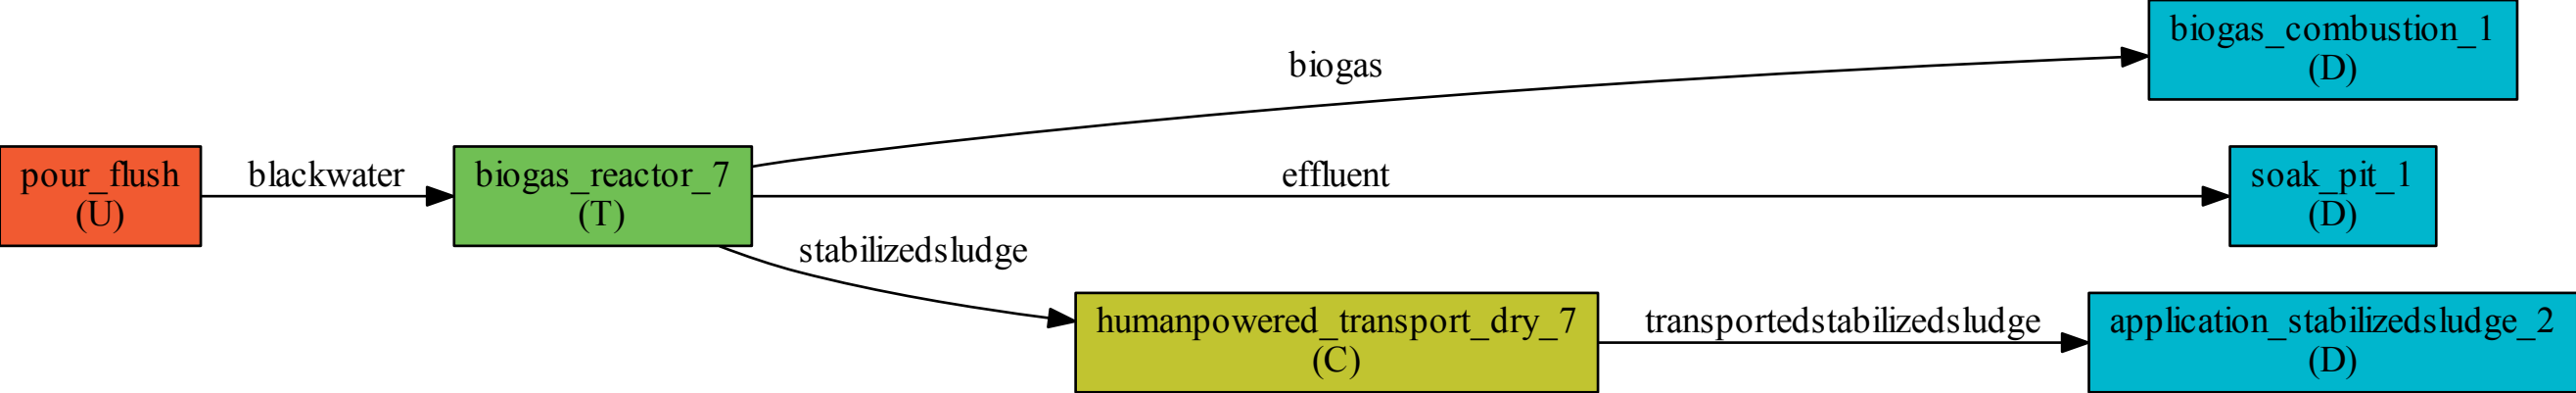 biogas_combustion_1
(D)
biogas
pour_flush
(U)
blackwater
biogas_reactor_7
(T)
effluent
soak_pit_1
(D)
stabilizedsludge
humanpowered_transport_dry_7
(C)
transportedstabilizedsludge
application_stabilizedsludge_2
(D)